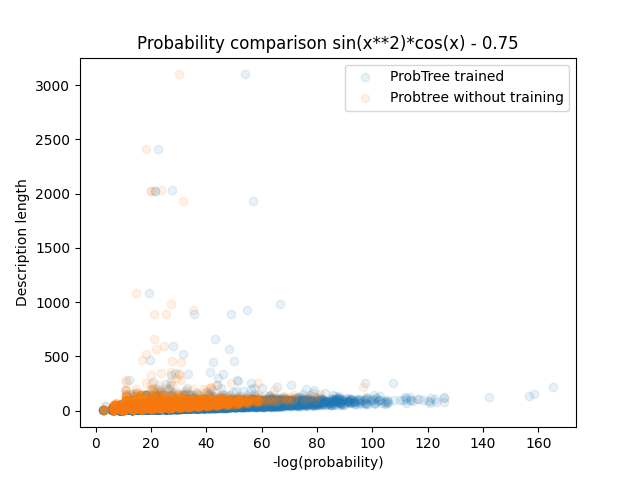 Probability comparison sin(x**2)*cos(x) - 0.75
ProbTree trained
Probtree without training
Description length
3000
2500
2000
1500
1000
500
0
0 20 40 60 80 100 120 140 160
-log(probability)